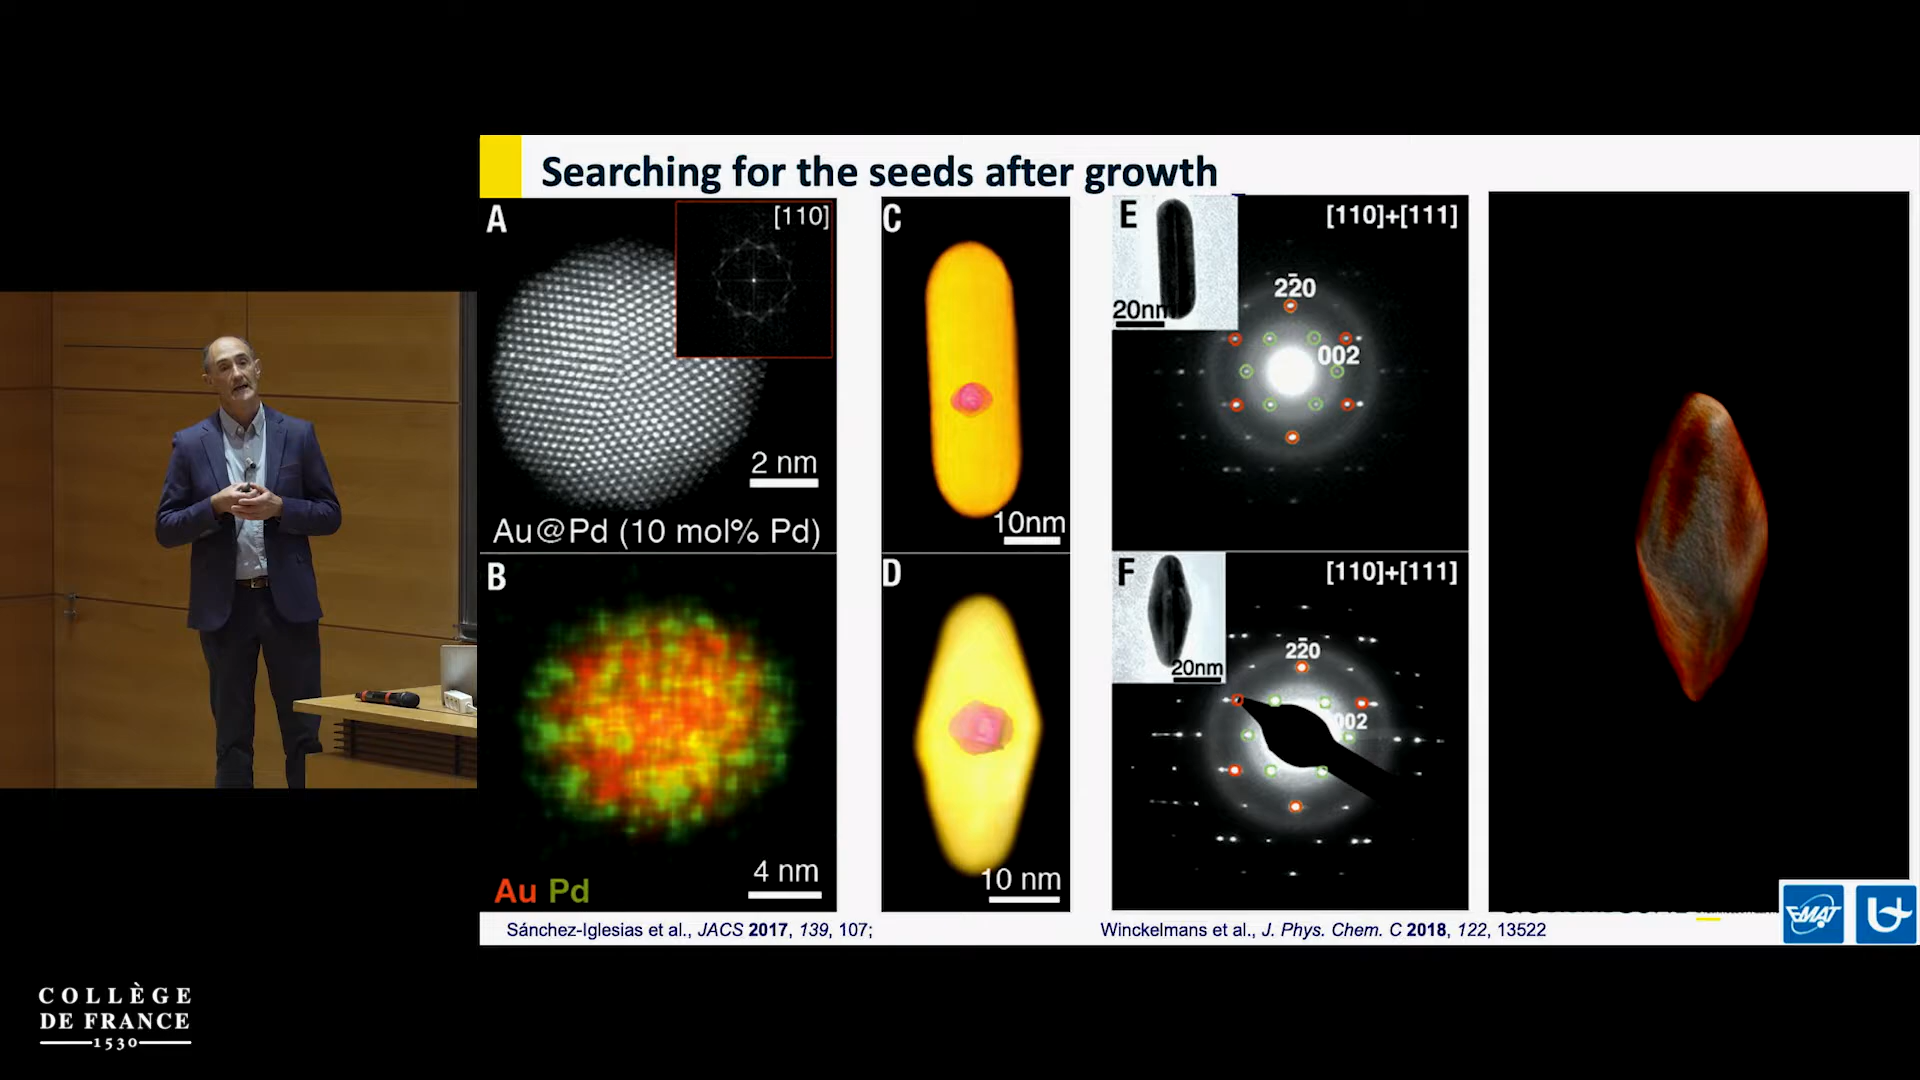 Searching for the seeds after growth
A
[110]
2 nm
Au@Pd (10 mol% Pd)
B
4 nm
Au Pd
C
10nm
D
10 nm
E
[110]+[111]
20nm
22̄0
002
F
[110]+[111]
20nm
22̄0
002
Sánchez-Iglesias et al., JACS 2017, 139, 107;
Winckelmans et al., J. Phys. Chem. C 2018, 122, 13522
EMAT
COLLÈGE
DE FRANCE
1530